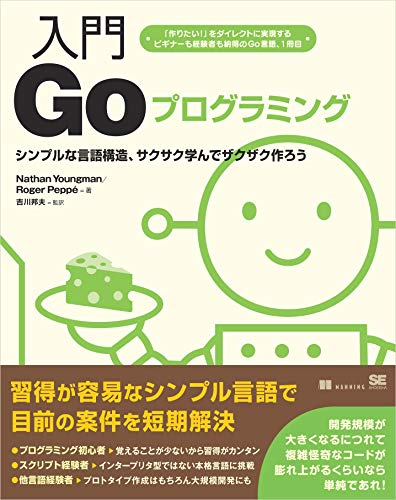 「作りたい!」をダイレクトに実現する
ビギナーも経験者も納得のGo言語、1冊目
入門
Goプログラミング
シンプルな言語構造、サクサク学んでザクザク作ろう
Nathan Youngman/
Roger Peppé=著
吉川邦夫=監訳
習得が容易なシンプル言語で
目前の案件を短期解決
●プログラミング初心者▶覚えることが少ないから習得がカンタン
●スクリプト経験者▶インタープリタ型ではない本格言語に挑戦
●他言語経験者▶プロトタイプ作成はもちろん大規模開発にも
MANNING
SE
SHOEISHA
開発規模が
大きくなるにつれて
複雑怪奇なコードが
膨れ上がるくらいなら
単純であれ!